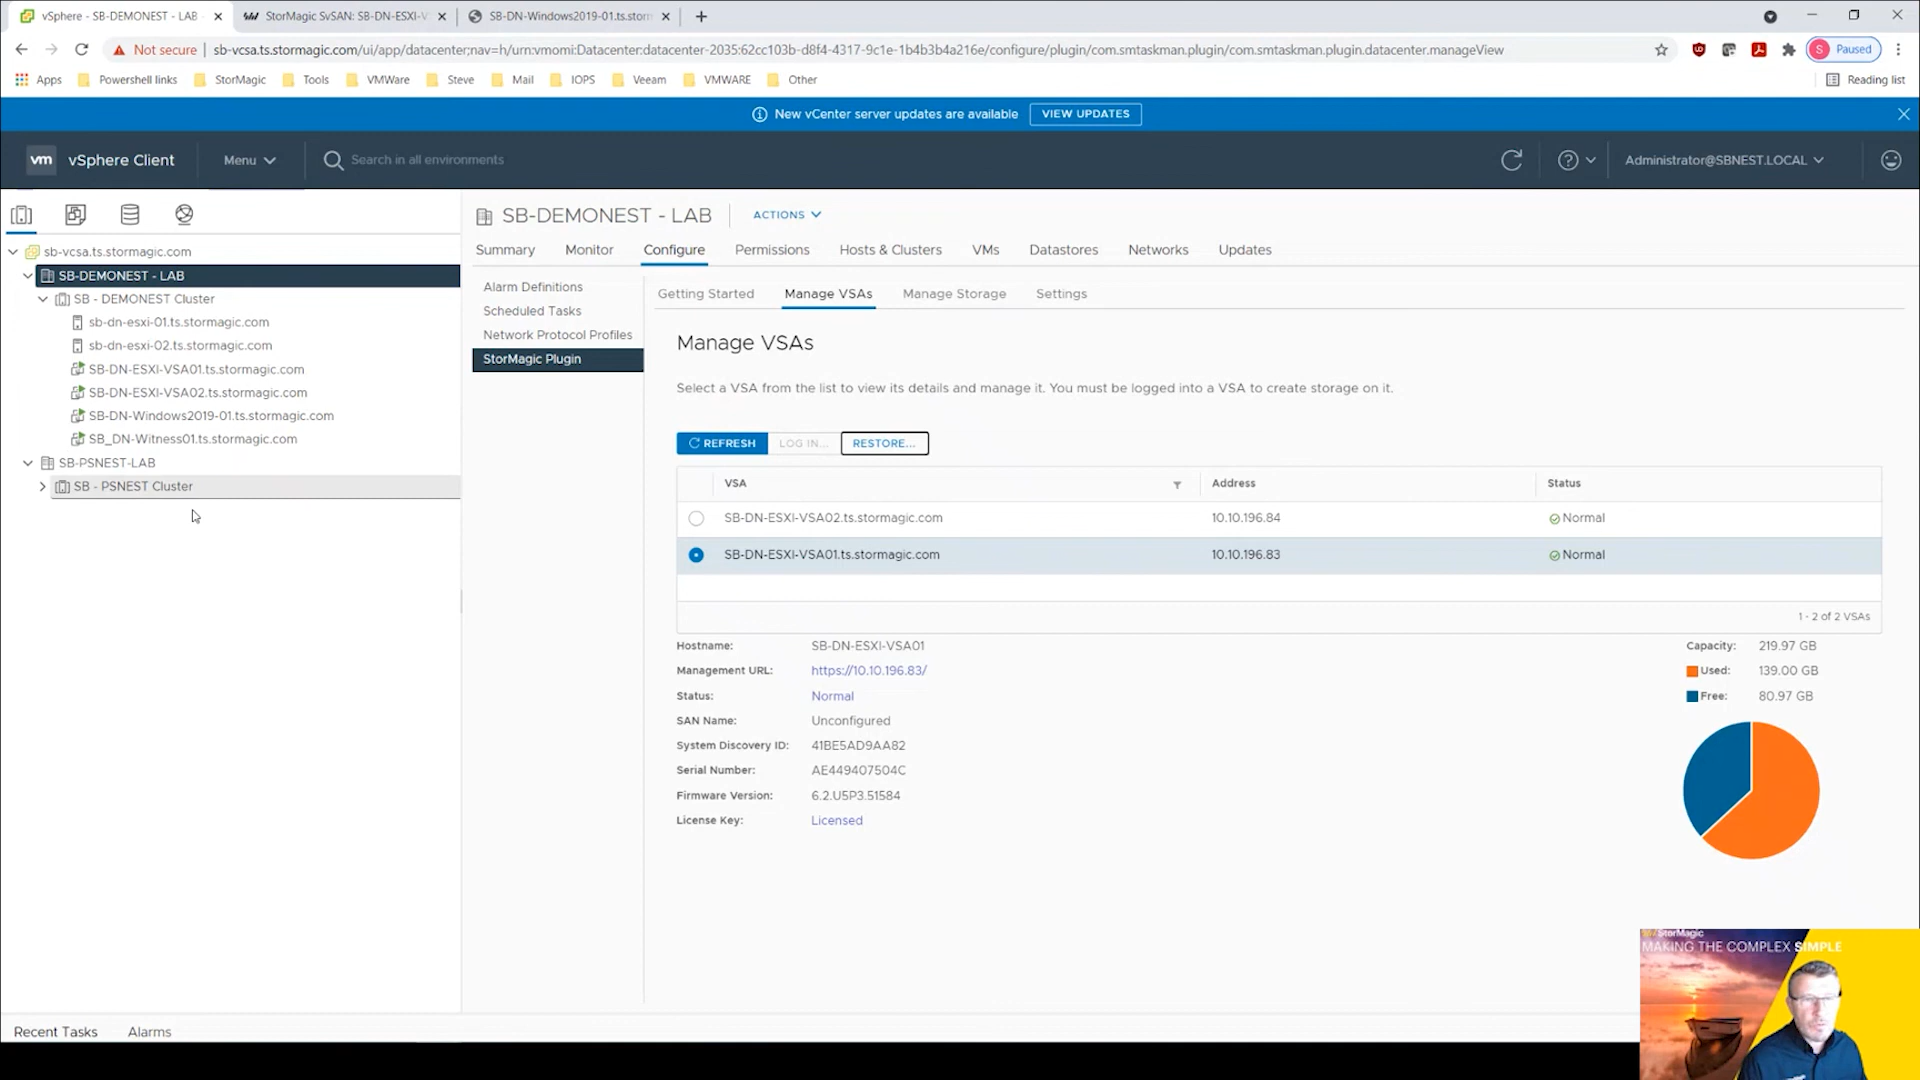 vSphere - SB-DEMONEST - LAB
StorMagic SvSAN: SB-DN-ESXI-V
SB-DN-Windows2019-01.ts.storm
Not secure
sb-vcsa.ts.stormagic.com/ui/app/datacenter;nav=h/urn:vmomi:Datacenter:datacenter-2035:62cc103b-d8f4-4317-9c1e-1b4b3b4a216e/configure/plugin/com.smtaskman.plugin/com.smtaskman.plugin.datacenter.manageView
S Paused
Apps
Powershell links
StorMagic
Tools
VMWare
Steve
Mail
IOPS
Veeam
VMWARE
Other
Reading list
New vCenter server updates are available
VIEW UPDATES
vm vSphere Client
Menu
Search in all environments
Administrator@SBNEST.LOCAL
sb-vcsa.ts.stormagic.com
SB-DEMONEST - LAB
SB - DEMONEST Cluster
sb-dn-esxi-01.ts.stormagic.com
sb-dn-esxi-02.ts.stormagic.com
SB-DN-ESXI-VSA01.ts.stormagic.com
SB-DN-ESXI-VSA02.ts.stormagic.com
SB-DN-Windows2019-01.ts.stormagic.com
SB_DN-Witness01.ts.stormagic.com
SB-PSNEST-LAB
SB - PSNEST Cluster
SB-DEMONEST - LAB
ACTIONS
Summary
Monitor
Configure
Permissions
Hosts & Clusters
VMs
Datastores
Networks
Updates
Alarm Definitions
Scheduled Tasks
Network Protocol Profiles
StorMagic Plugin
Getting Started
Manage VSAs
Manage Storage
Settings
Manage VSAs
Select a VSA from the list to view its details and manage it. You must be logged into a VSA to create storage on it.
REFRESH
LOG IN...
RESTORE...
VSA
Address
Status
SB-DN-ESXI-VSA02.ts.stormagic.com
10.10.196.84
Normal
SB-DN-ESXI-VSA01.ts.stormagic.com
10.10.196.83
Normal
1 - 2 of 2 VSAs
Hostname: SB-DN-ESXI-VSA01
Management URL: https://10.10.196.83/
Status: Normal
SAN Name: Unconfigured
System Discovery ID: 41BE5AD9AA82
Serial Number: AE449407504C
Firmware Version: 6.2.U5P3.51584
License Key: Licensed
Capacity: 219.97 GB
Used: 139.00 GB
Free: 80.97 GB
Recent Tasks
Alarms
StorMagic
MAKING THE COMPLEX SIMPLE